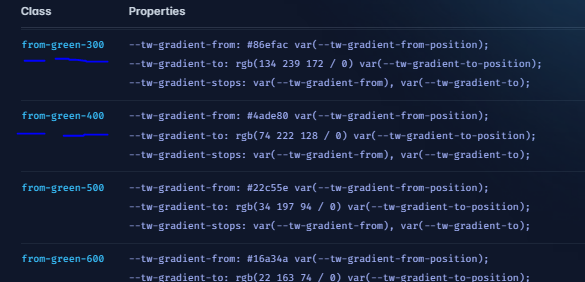 Class Properties
from-green-300 --tw-gradient-from: #86efac var(--tw-gradient-from-position);
--tw-gradient-to: rgb(134 239 172 / 0) var(--tw-gradient-to-position);
--tw-gradient-stops: var(--tw-gradient-from), var(--tw-gradient-to);
from-green-400 --tw-gradient-from: #4ade80 var(--tw-gradient-from-position);
--tw-gradient-to: rgb(74 222 128 / 0) var(--tw-gradient-to-position);
--tw-gradient-stops: var(--tw-gradient-from), var(--tw-gradient-to);
from-green-500 --tw-gradient-from: #22c55e var(--tw-gradient-from-position);
--tw-gradient-to: rgb(34 197 94 / 0) var(--tw-gradient-to-position);
--tw-gradient-stops: var(--tw-gradient-from), var(--tw-gradient-to);
from-green-600 --tw-gradient-from: #16a34a var(--tw-gradient-from-position);
--tw-gradient-to: rgb(22 163 74 / 0) var(--tw-gradient-to-position);